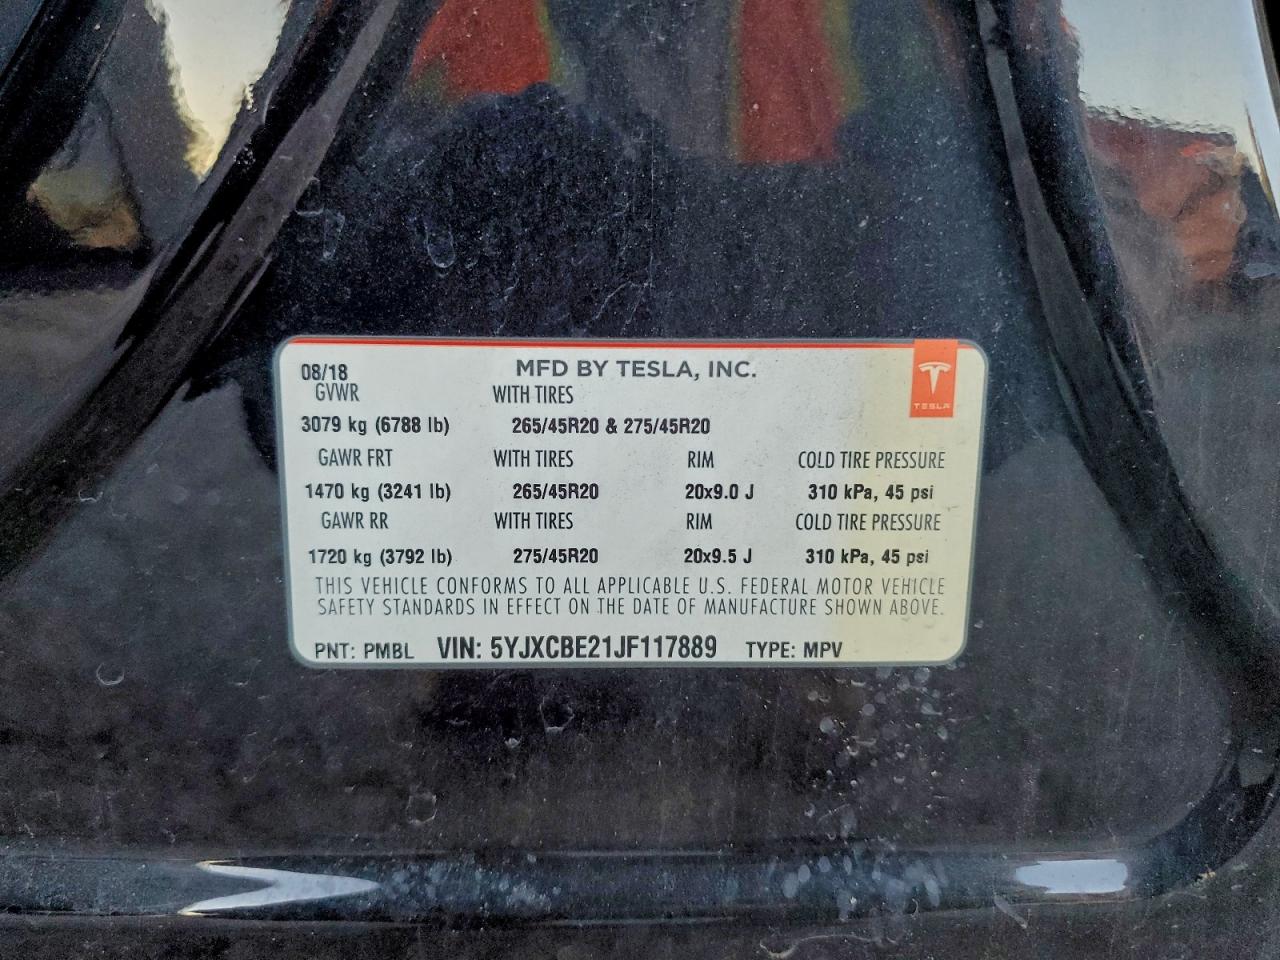 08/18 MFD BY TESLA, INC.
TESLA
GVWR WITH TIRES
3079 kg (6788 lb) 265/45R20 & 275/45R20
GAWR FRT WITH TIRES RIM COLD TIRE PRESSURE
1470 kg (3241 lb) 265/45R20 20x9.0 J 310 kPa, 45 psi
GAWR RR WITH TIRES RIM COLD TIRE PRESSURE
1720 kg (3792 lb) 275/45R20 20x9.5 J 310 kPa, 45 psi
THIS VEHICLE CONFORMS TO ALL APPLICABLE U.S. FEDERAL MOTOR VEHICLE
SAFETY STANDARDS IN EFFECT ON THE DATE OF MANUFACTURE SHOWN ABOVE.
PNT: PMBL VIN: 5YJXCBE21JF117889 TYPE: MPV